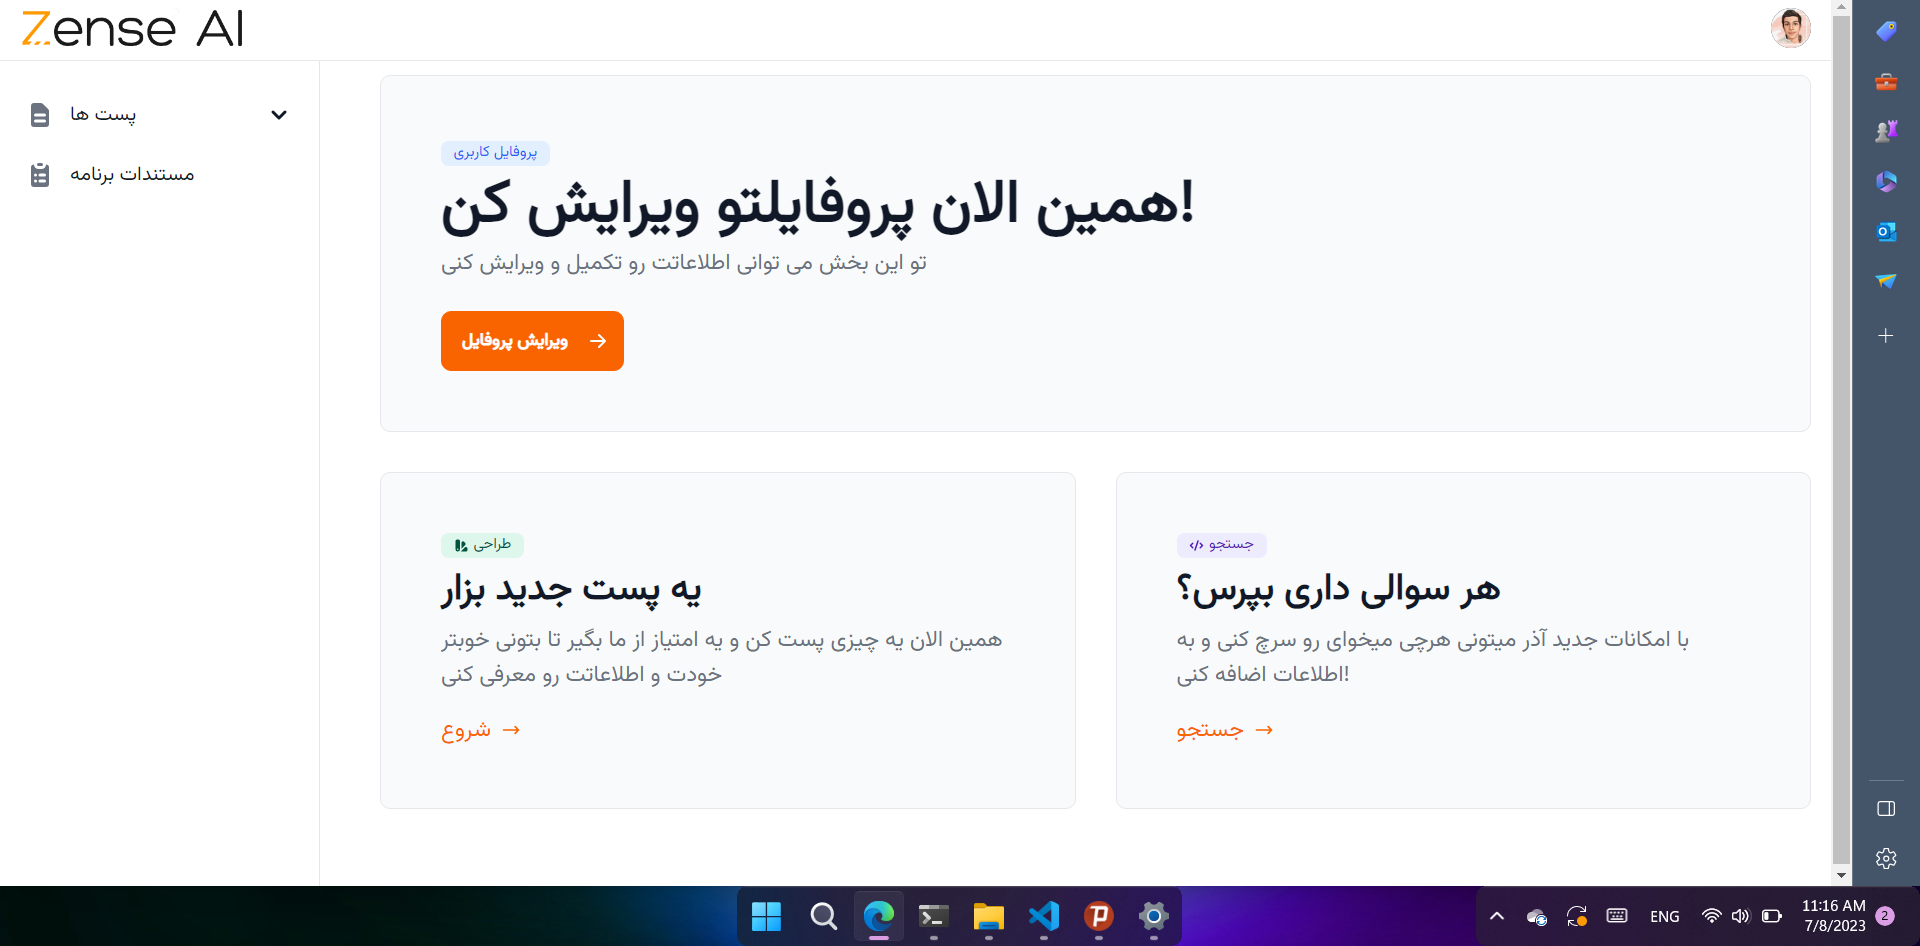 Zense AI
پست ها
مستندات برنامه
پروفایل کاربری
همین الان پروفایلتو ویرایش کن!
تو این بخش می توانی اطلاعاتت رو تکمیل و ویرایش کنی
ویرایش پروفایل →
طراحی
یه پست جدید بزار
همین الان یه چیزی پست کن و یه امتیاز از ما بگیر تا بتونی خوبتر
خودت و اطلاعاتت رو معرفی کنی
شروع →
جستجو
هر سوالی داری بپرس؟
با امکانات جدید آذر میتونی هرچی میخوای رو سرچ کنی و به
اطلاعات اضافه کنی!
جستجو →
ENG
11:16 AM
7/8/2023
2